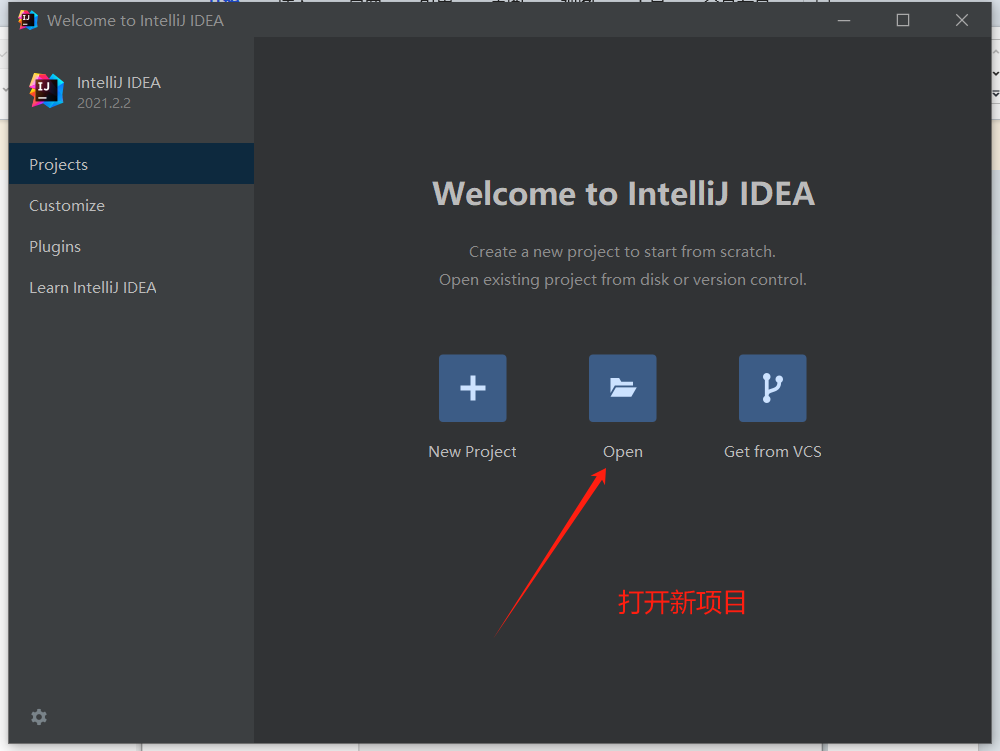 Welcome to IntelliJ IDEA
IntelliJ IDEA
2021.2.2
Projects
Customize
Plugins
Learn IntelliJ IDEA
Welcome to IntelliJ IDEA
Create a new project to start from scratch.
Open existing project from disk or version control.
New Project
Open
Get from VCS
打开新项目